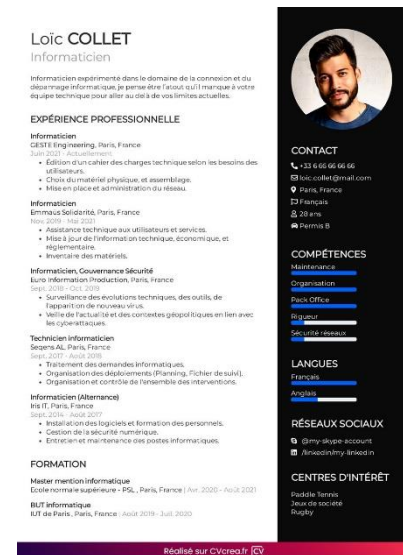 Loïc COLLET
Informaticien
Informaticien expérimenté dans le domaine de la connexion et du
dépannage informatique, je pense être l'atout qu'il manque à votre
équipe technique pour aller au delà de vos limites actuelles.
EXPÉRIENCE PROFESSIONNELLE
Informaticien
GESTE Engineering, Paris, France
Juin 2021 - Actuellement
• Édition d'un cahier des charges technique selon les besoins des
utilisateurs.
• Choix du matériel physique, et assemblage.
• Mise en place et administration du réseau.
Informaticien
Emmaus Solidarité, Paris, France
Nov. 2019 - Mai 2021
• Assistance technique aux utilisateurs et services.
• Mise à jour de l'information technique, économique, et
réglementaire.
• Inventaire des matériels.
Informaticien, Gouvernance Sécurité
Euro Information Production, Paris, France
Sept. 2018 - Oct. 2019
• Surveillance des évolutions techniques, des outils, de
l'apparition de nouveau virus.
• Veille de l'actualité et des contextes géopolitiques en lien avec
les cyberattaques.
Technicien informaticien
Seqens AL, Paris, France
Sept. 2017 - Août 2018
• Traitement des demandes informatiques.
• Organisation des déploiements (Planning, Fichier de suivi).
• Organisation et contrôle de l'ensemble des interventions.
Informaticien (Alternance)
Iris IT, Paris, France
Sept. 2014 - Août 2017
• Installation des logiciels et formation des personnels.
• Gestion de la sécurité numérique.
• Entretien et maintenance des postes informatiques.
FORMATION
Master mention informatique
Ecole normale supérieure - PSL , Paris, France | Avr. 2020 - Août 2021
BUT informatique
IUT de Paris , Paris, France | Août 2019 - Juil. 2020
CONTACT
+33 6 66 66 66 66
loic.collet@mail.com
Paris, France
Français
28 ans
Permis B
COMPÉTENCES
Maintenance
Organisation
Pack Office
Rigueur
Sécurité réseaux
LANGUES
Français
Anglais
RÉSEAUX SOCIAUX
@my-skype-account
/linkedin/my-linkedin
CENTRES D'INTÉRÊT
Paddle Tennis
Jeux de société
Rugby
Réalisé sur CVcrea.fr CV